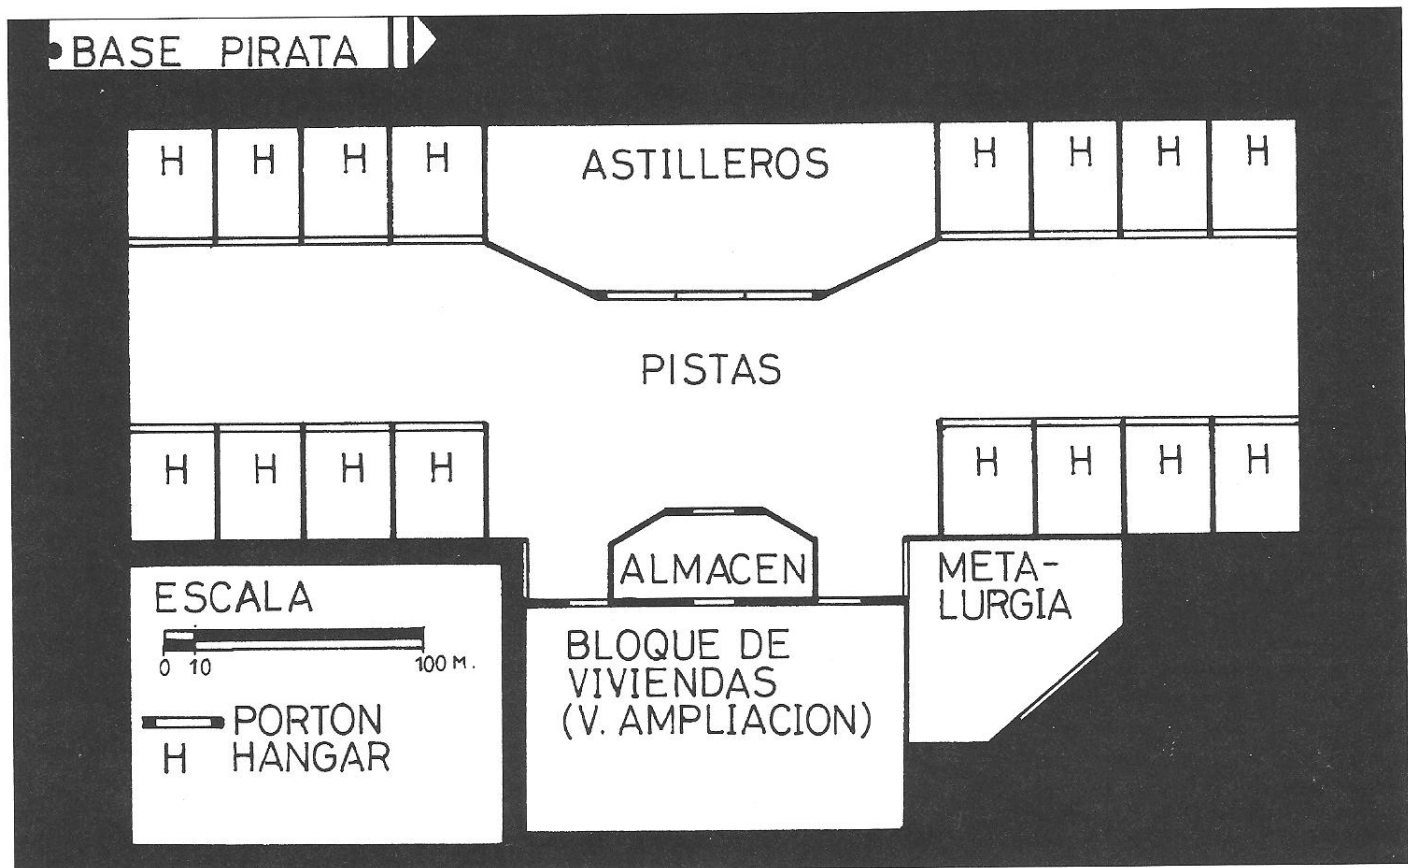 BASE PIRATA
H H H H ASTILLEROS H H H H
PISTAS
H H H H H H H H
ALMACEN
META-
LURGIA
ESCALA
0 10 100 M.
PORTON
H HANGAR
BLOQUE DE
VIVIENDAS
(V. AMPLIACION)